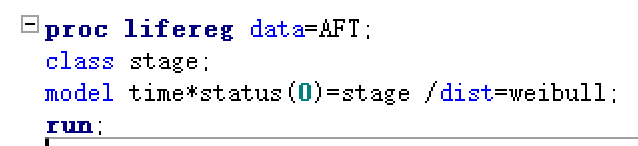 proc lifereg data=AFT;
class stage;
model time*status(0)=stage /dist=weibull;
run;